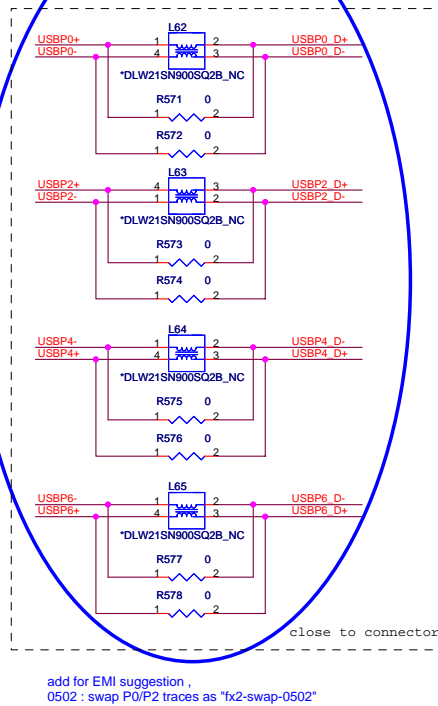 L62
USBP0+ 1 2 USBP0_D+
USBP0- 4 3 USBP0_D-
*DLW21SN900SQ2B_NC
R571 0
1 2
R572 0
1 2
L63
USBP2+ 4 3 USBP2_D+
USBP2- 1 2 USBP2_D-
*DLW21SN900SQ2B_NC
R573 0
1 2
R574 0
1 2
L64
USBP4- 1 2 USBP4_D-
USBP4+ 4 3 USBP4_D+
*DLW21SN900SQ2B_NC
R575 0
1 2
R576 0
1 2
L65
USBP6- 1 2 USBP6_D-
USBP6+ 4 3 USBP6_D+
*DLW21SN900SQ2B_NC
R577 0
1 2
R578 0
1 2
close to connector
add for EMI suggestion ,
0502 : swap P0/P2 traces as "fx2-swap-0502"